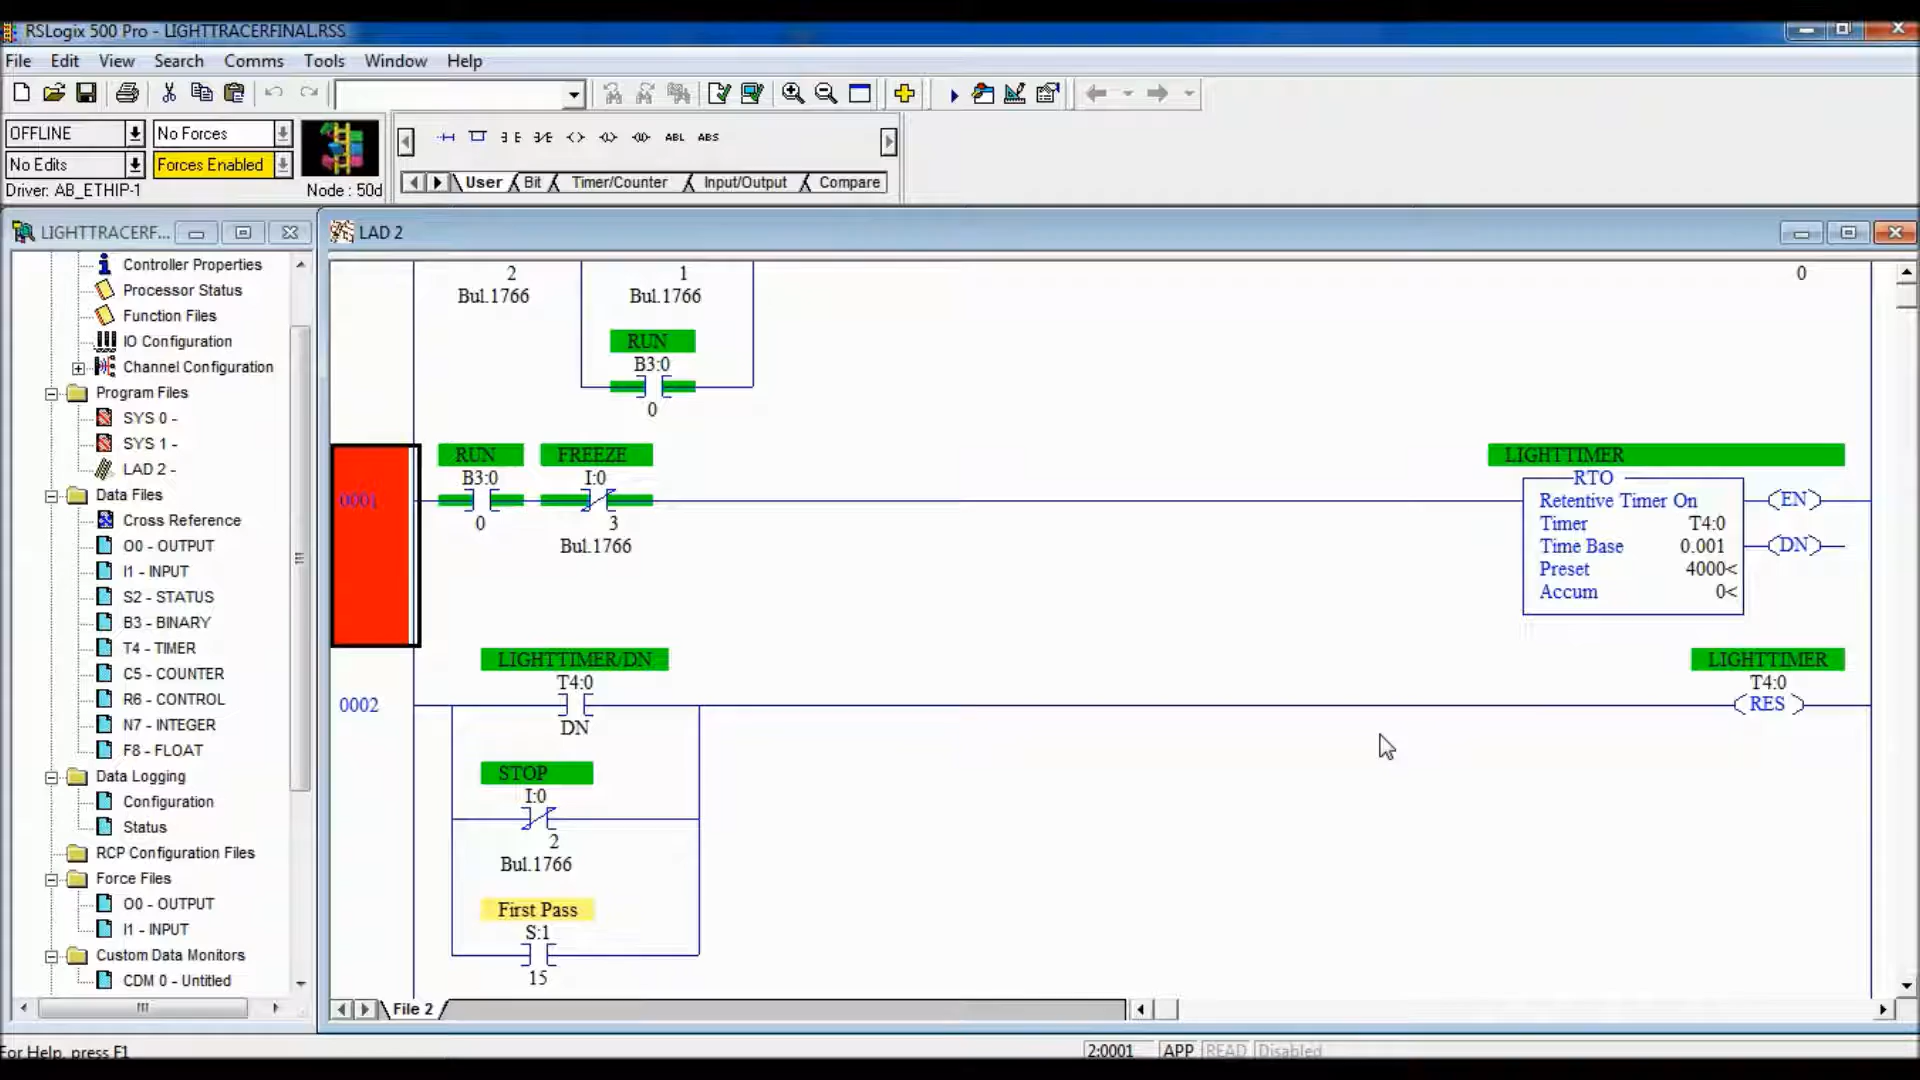 RSLogix 500 Pro - LIGHTTRACERFINAL.RSS
File Edit View Search Comms Tools Window Help
OFFLINE No Forces
No Edits Forces Enabled
Driver: AB_ETHIP-1 Node : 50d
ABL ABS
User Bit Timer/Counter Input/Output Compare
LIGHTTRACERF...
Controller Properties
Processor Status
Function Files
IO Configuration
Channel Configuration
Program Files
SYS 0 -
SYS 1 -
LAD 2 -
Data Files
Cross Reference
O0 - OUTPUT
I1 - INPUT
S2 - STATUS
B3 - BINARY
T4 - TIMER
C5 - COUNTER
R6 - CONTROL
N7 - INTEGER
F8 - FLOAT
Data Logging
Configuration
Status
RCP Configuration Files
Force Files
O0 - OUTPUT
I1 - INPUT
Custom Data Monitors
CDM 0 - Untitled
LAD 2
2 1 0
Bul.1766 Bul.1766
RUN
B3:0
0
RUN FREEZE LIGHTTIMER
B3:0 I:0 RTO
0001 Retentive Timer On EN
0 3 Timer T4:0
Bul.1766 Time Base 0.001 DN
Preset 4000<
Accum 0<
LIGHTTIMER/DN LIGHTTIMER
T4:0 T4:0
0002 RES
DN
STOP
I:0
2
Bul.1766
First Pass
S:1
15
File 2
For Help, press F1 2:0001 APP READ Disabled